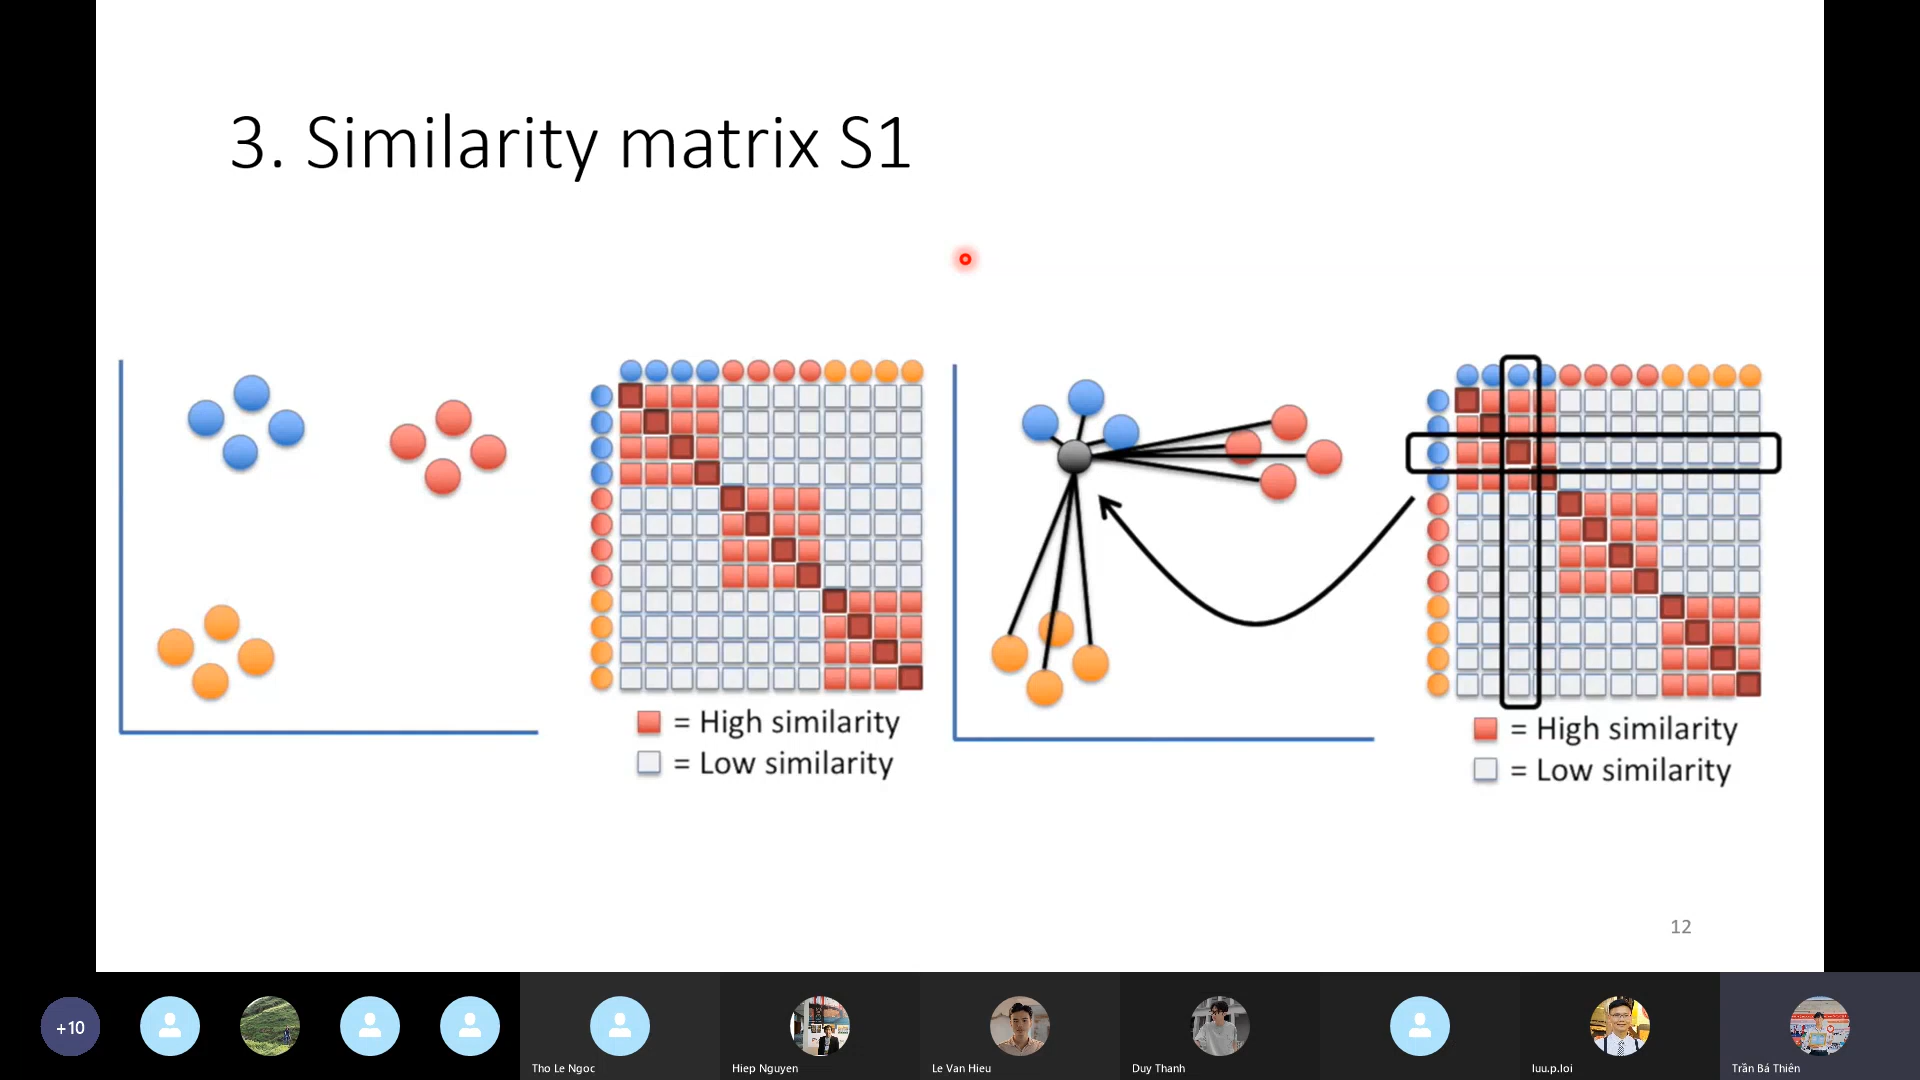 3. Similarity matrix S1
= High similarity
= Low similarity
= High similarity
= Low similarity
12
+10
Tho Le Ngoc
Hiep Nguyen
Le Van Hieu
Duy Thanh
luu.p.loi
Trần Bá Thiên